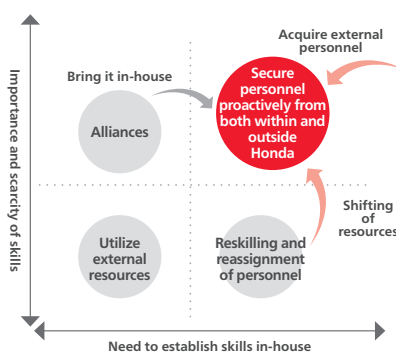 Acquire external
personnel
Bring it in-house
Secure
personnel
proactively from
both within and
outside
Honda
Alliances
Importance and scarcity of skills
Shifting
of
resources
Utilize
external
resources
Reskilling and
reassignment
of personnel
Need to establish skills in-house